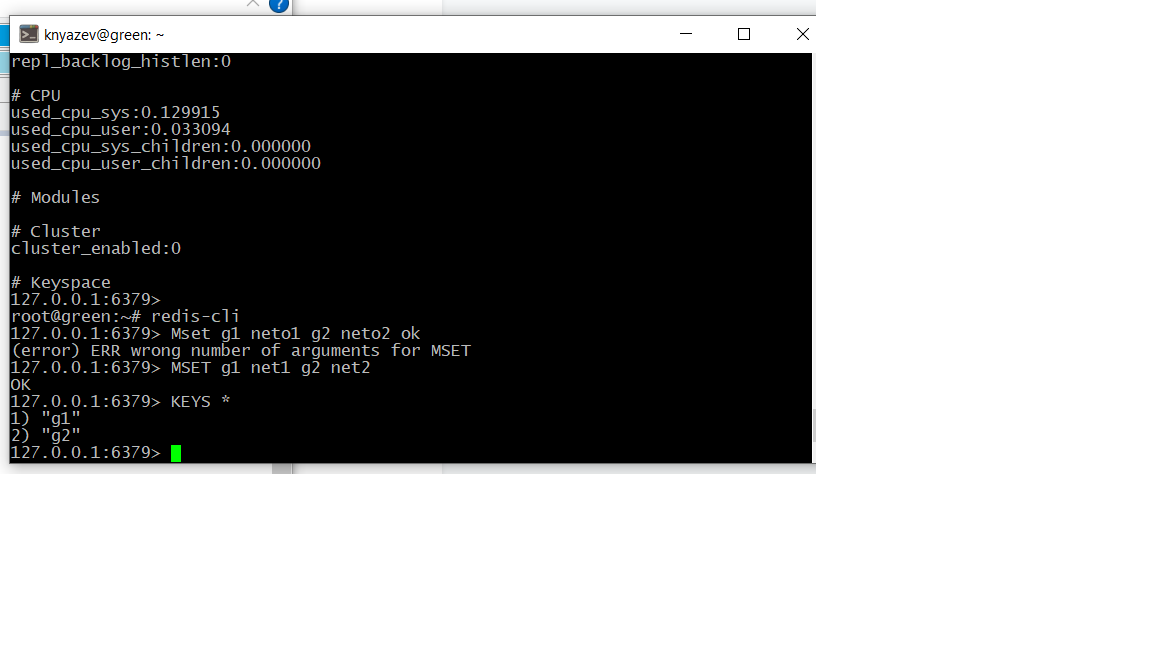 knyazev@green: ~
repl_backlog_histlen:0
# CPU
used_cpu_sys:0.129915
used_cpu_user:0.033094
used_cpu_sys_children:0.000000
used_cpu_user_children:0.000000
# Modules
# Cluster
cluster_enabled:0
# Keyspace
127.0.0.1:6379>
root@green:~# redis-cli
127.0.0.1:6379> Mset g1 neto1 g2 neto2 ok
(error) ERR wrong number of arguments for MSET
127.0.0.1:6379> MSET g1 net1 g2 net2
OK
127.0.0.1:6379> KEYS *
1) "g1"
2) "g2"
127.0.0.1:6379>